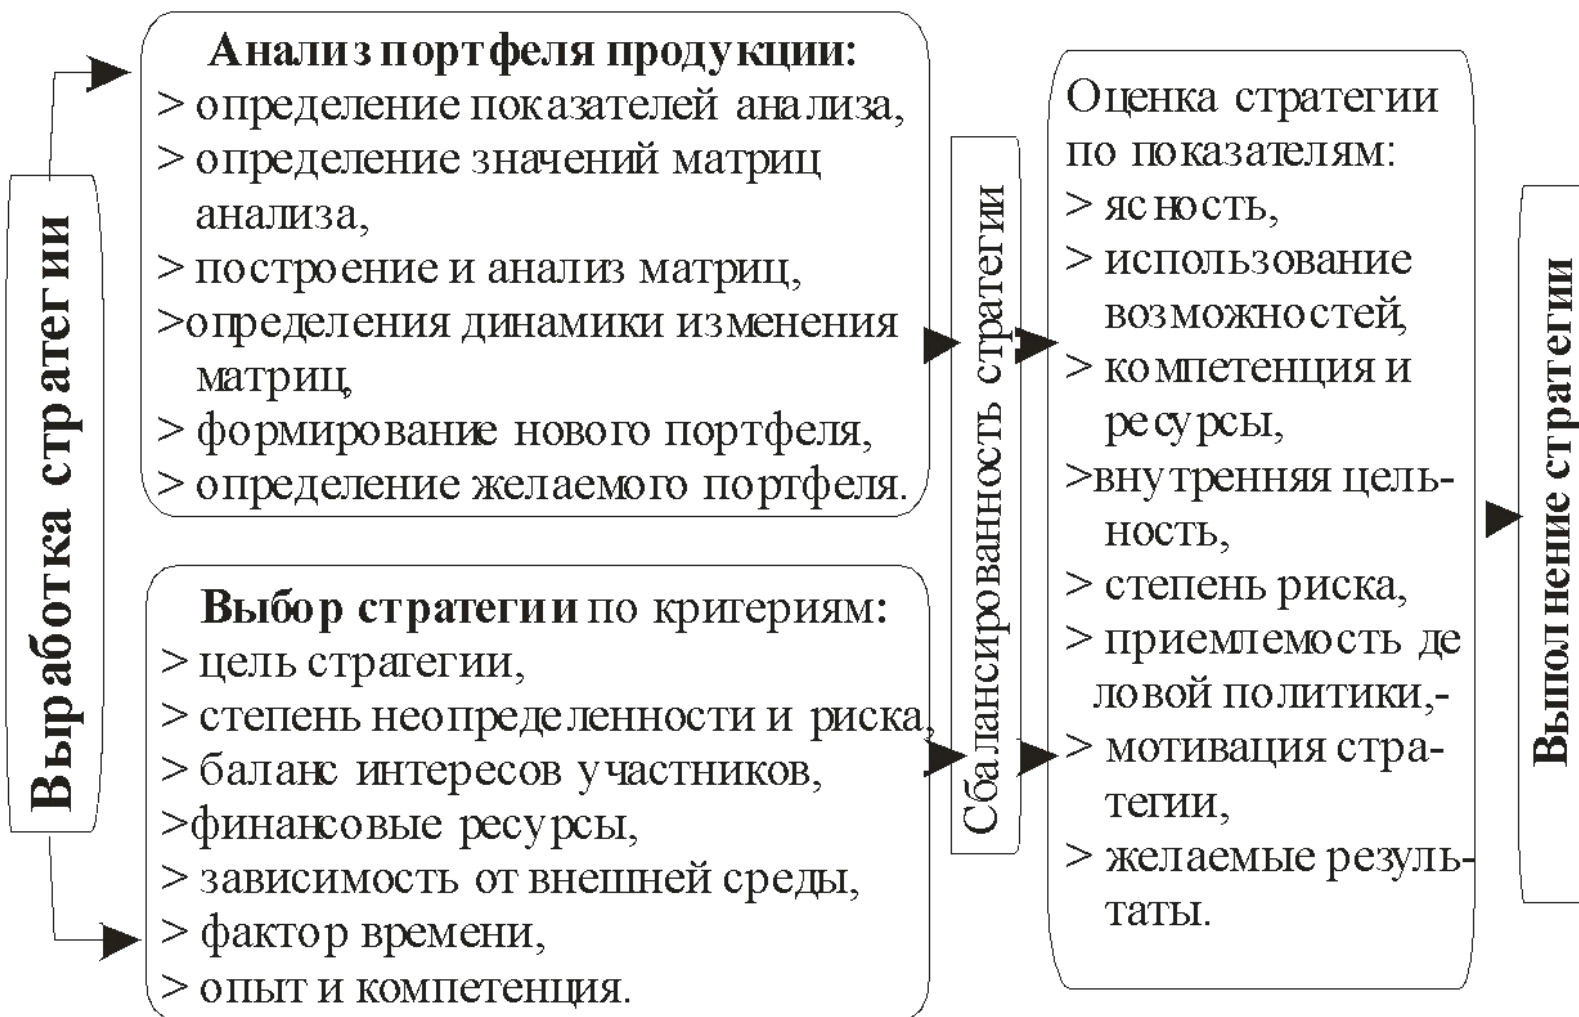 Выработка стратегии
Анализ портфеля продукции:
> определение показателей анализа,
> определение значений матриц
анализа,
> построение и анализ матриц,
>определения динамики изменения
матриц,
> формирование нового портфеля,
> определение желаемого портфеля.
Выбор стратегии по критериям:
> цель стратегии,
> степень неопределенности и риска,
> баланс интересов участников,
>финансовые ресурсы,
> зависимость от внешней среды,
> фактор времени,
> опыт и компетенция.
Сбалансированность стратегии
Оценка стратегии
по показателям:
> ясность,
> использование
возможностей,
> компетенция и
ресурсы,
>внутренняя цель-
ность,
> степень риска,
> приемлемость де
ловой политики,-
> мотивация стра-
тегии,
> желаемые резуль-
таты.
Выполнение стратегии